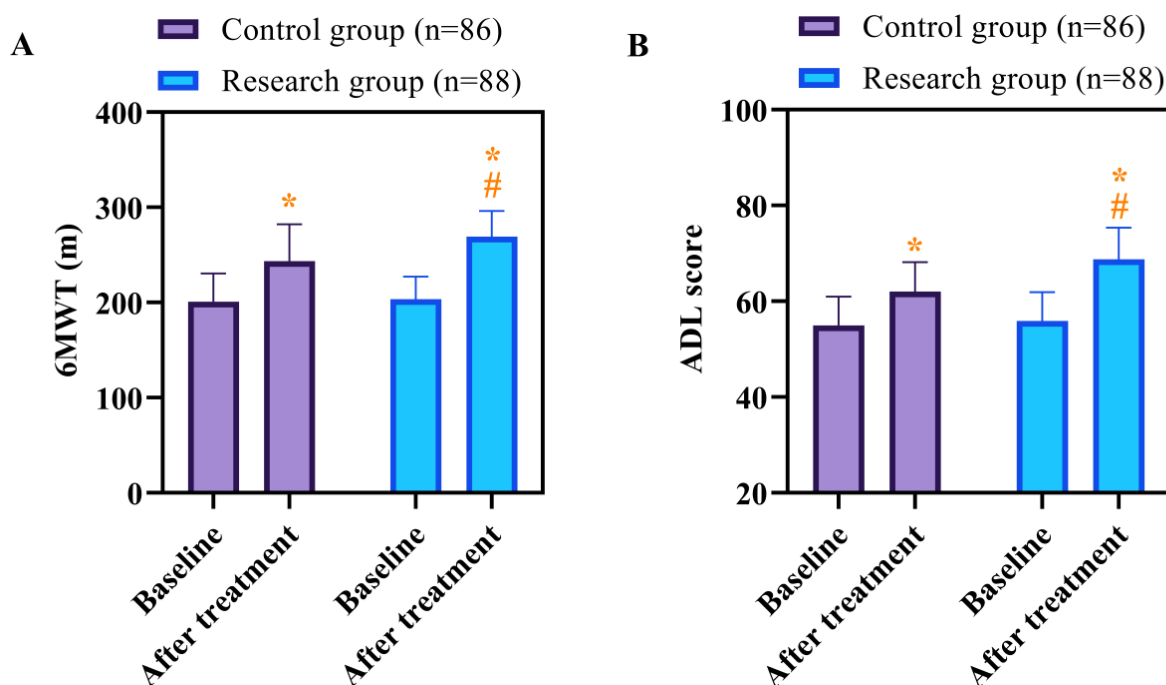 A
Control group (n=86)
Research group (n=88)
400
300
200
100
0
6MWT (m)
*
*
#
Baseline
After treatment
Baseline
After treatment
B
Control group (n=86)
Research group (n=88)
100
80
60
40
20
ADL score
*
*
#
Baseline
After treatment
Baseline
After treatment